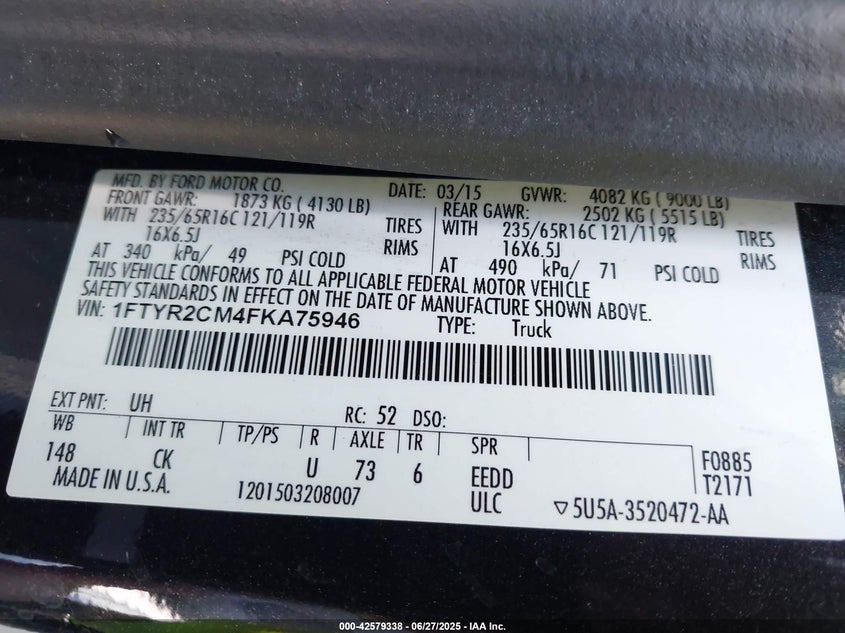 MFD. BY FORD MOTOR CO. DATE: 03/15 GVWR: 4082 KG ( 9000 LB)
FRONT GAWR: 1873 KG ( 4130 LB) REAR GAWR: 2502 KG ( 5515 LB)
WITH 235/65R16C 121/119R TIRES WITH 235/65R16C 121/119R TIRES
16X6.5J RIMS 16X6.5J RIMS
AT 340 kPa/ 49 PSI COLD AT 490 kPa/ 71 PSI COLD
THIS VEHICLE CONFORMS TO ALL APPLICABLE FEDERAL MOTOR VEHICLE
SAFETY STANDARDS IN EFFECT ON THE DATE OF MANUFACTURE SHOWN ABOVE.
VIN: 1FTYR2CM4FKA75946 TYPE: Truck
EXT PNT: UH RC: 52 DSO:
WB INT TR TP/PS R AXLE TR SPR
148 CK U 73 6 EEDD F0885
MADE IN U.S.A. 1201503208007 ULC T2171
▽5U5A-3520472-AA
000-42579338 | 06/27/2025 - IAA Inc.